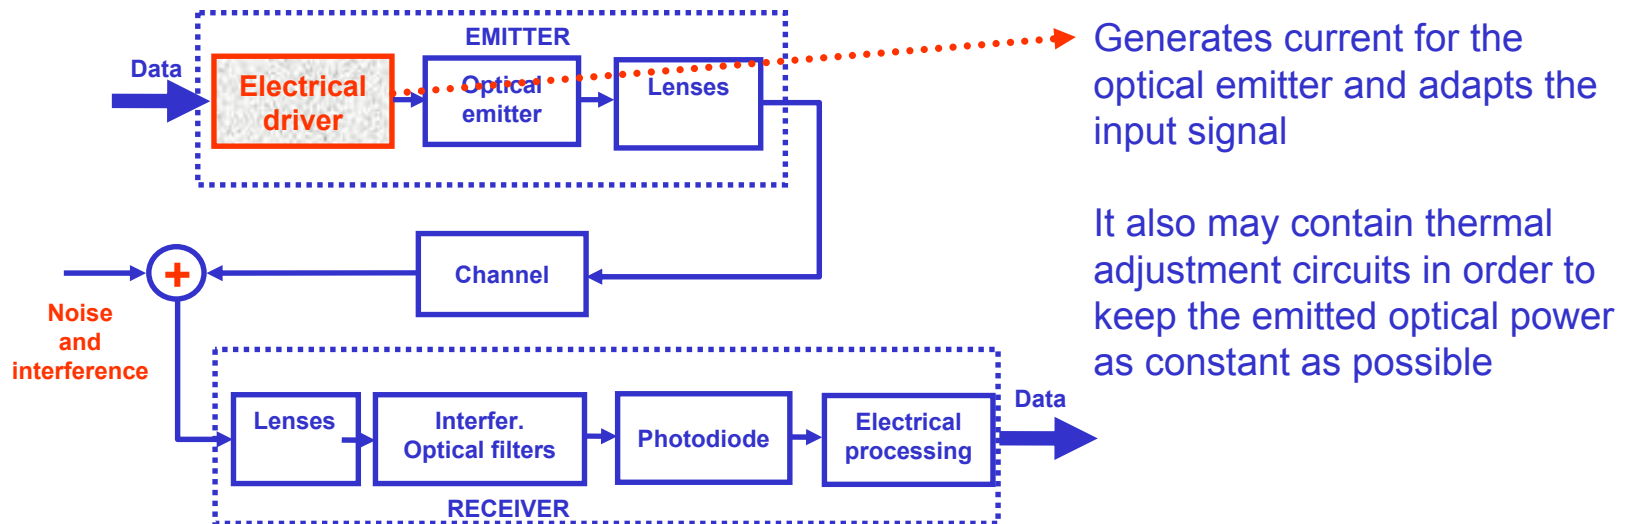 EMITTER
Data
Electrical
driver
Optical
emitter
Lenses
Generates current for the
optical emitter and adapts the
input signal
It also may contain thermal
adjustment circuits in order to
keep the emitted optical power
as constant as possible
+
Channel
Noise
and
interference
Lenses
Interfer.
Optical filters
Photodiode
Electrical
processing
Data
RECEIVER